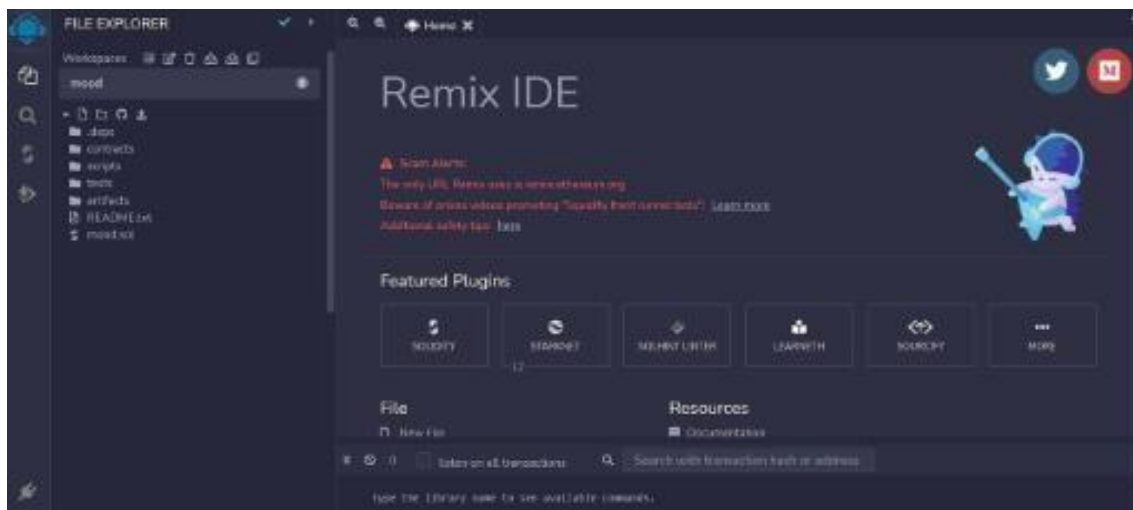 FILE EXPLORER
Workspaces
mood
.deps
contracts
scripts
tests
artifacts
README.txt
mood.sol
Home
Remix IDE
Scam Alerts:
The only URL Remix uses is remix.ethereum.org
Beware of online videos promoting "liquidity front runner bots": Learn more
Additional safety tips: here
Featured Plugins
SOLIDITY
STARKNET
SOLHINT LINTER
LEARNETH
SOURCIFY
MORE
File
Resources
New File
Documentation
0
listen on all transactions
Search with transaction hash or address
Type the library name to see available commands.